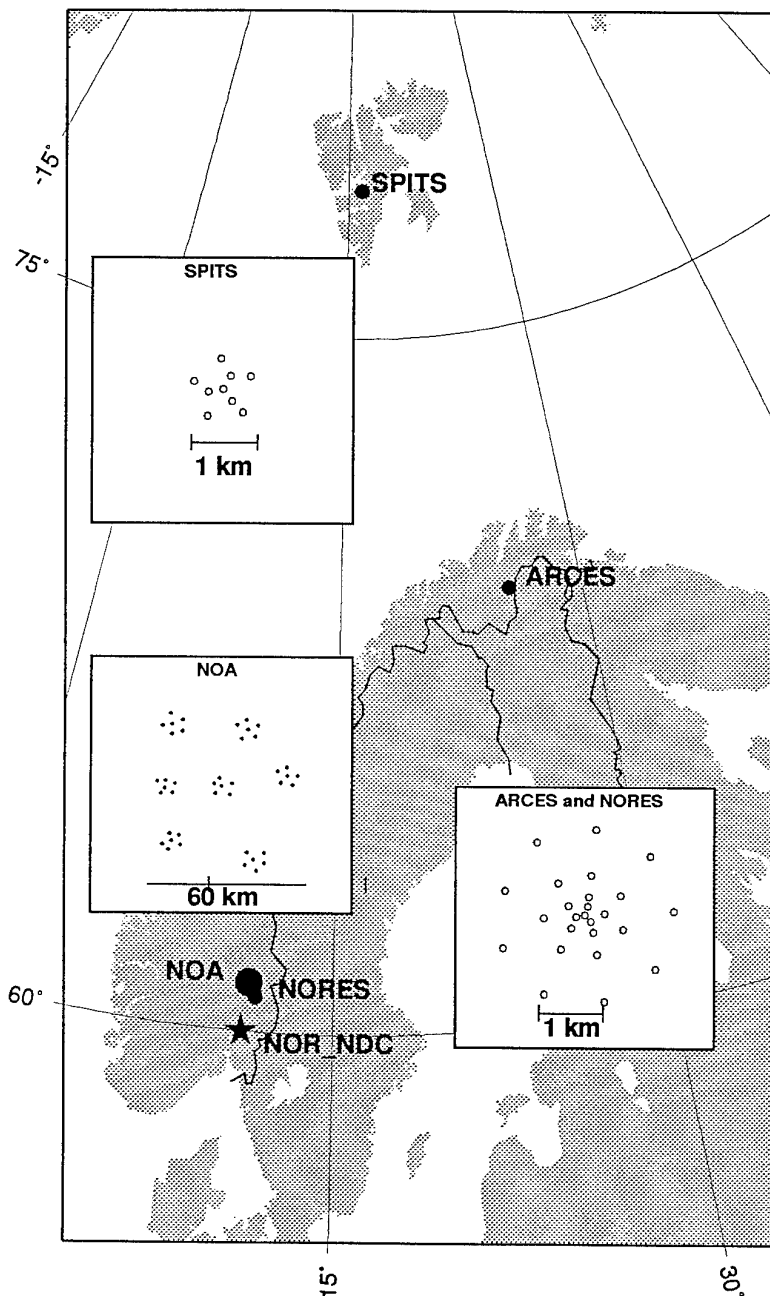 -15°
SPITS
75°
SPITS
1 km
ARCES
NOA
60 km
ARCES and NORES
1 km
NOA
NORES
60°
NOR_NDC
15°
30°